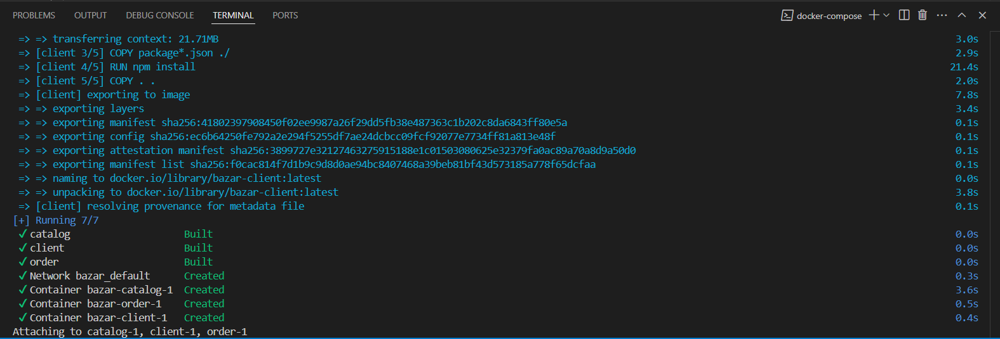 PROBLEMS OUTPUT DEBUG CONSOLE TERMINAL PORTS docker-compose
=> => transferring context: 21.71MB 3.0s
=> [client 3/5] COPY package*.json ./ 2.9s
=> [client 4/5] RUN npm install 21.4s
=> [client 5/5] COPY . . 2.0s
=> [client] exporting to image 7.8s
=> => exporting layers 3.4s
=> => exporting manifest sha256:41802397908450f02ee9987a26f29dd5fb38e487363c1b202c8da6843ff80e5a 0.1s
=> => exporting config sha256:ec6b64250fe792a2e294f5255df7ae24dcbcc09fcf92077e7734ff81a813e48f 0.1s
=> => exporting attestation manifest sha256:3899727e32127463275915188e1c01503080625e32379fa0ac89a70a8d9a50d0 0.1s
=> => exporting manifest list sha256:f0cac814f7d1b9c9d8d0ae94bc8407468a39beb81bf43d573185a778f65dcfaa 0.1s
=> => naming to docker.io/library/bazar-client:latest 0.0s
=> => unpacking to docker.io/library/bazar-client:latest 3.8s
=> [client] resolving provenance for metadata file 0.1s
[+] Running 7/7
✔ catalog Built 0.0s
✔ client Built 0.0s
✔ order Built 0.0s
✔ Network bazar_default Created 0.3s
✔ Container bazar-catalog-1 Created 3.6s
✔ Container bazar-order-1 Created 0.5s
✔ Container bazar-client-1 Created 0.4s
Attaching to catalog-1, client-1, order-1